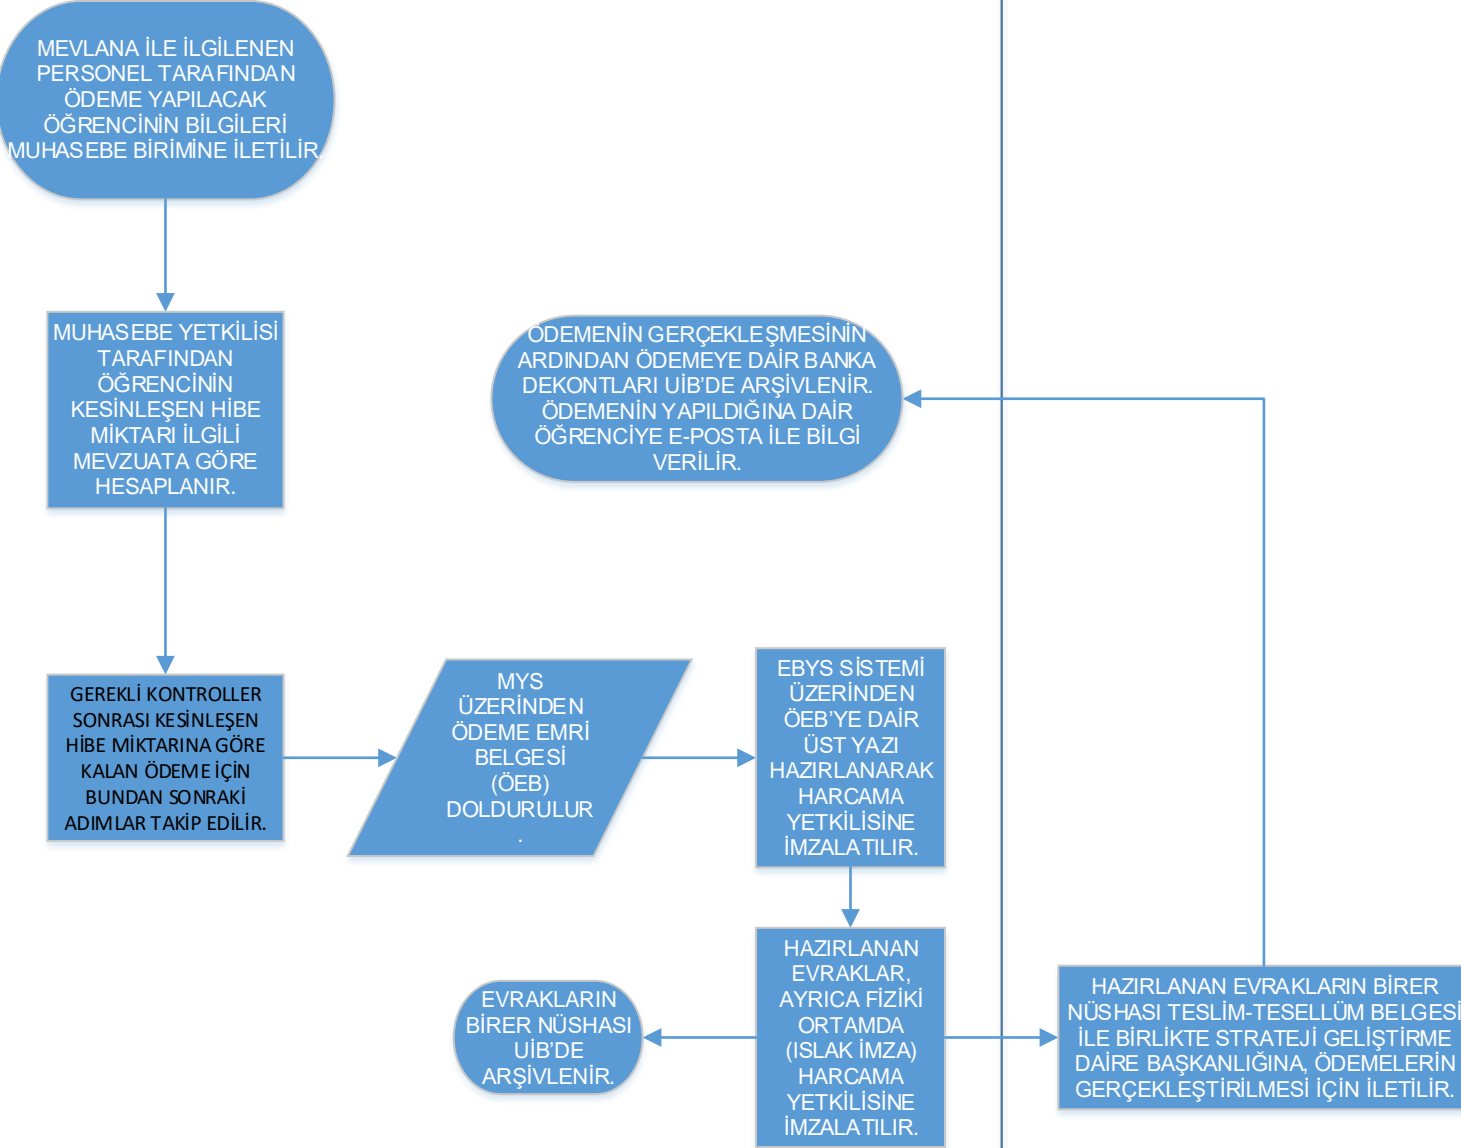 MEVLANA İLE İLGİLENEN
PERSONEL TARAFINDAN
ÖDEME YAPILACAK
ÖĞRENCİNİN BİLGİLERİ
MUHASEBE BİRİMİNE İLETİLİR.
MUHASEBE YETKİLİSİ
TARAFINDAN
ÖĞRENCİNİN
KESİNLEŞEN HİBE
MİKTARI İLGİLİ
MEVZUATA GÖRE
HESAPLANIR.
ÖDEMENİN GERÇEKLEŞMESİNİN
ARDINDAN ÖDEMEYE DAİR BANKA
DEKONTLARI UİB’DE ARŞİVLENİR.
ÖDEMENİN YAPILDIĞINA DAİR
ÖĞRENCİYE E-POSTA İLE BİLGİ
VERİLİR.
GEREKLİ KONTROLLER
SONRASI KESİNLEŞEN
HİBE MİKTARINA GÖRE
KALAN ÖDEME İÇİN
BUNDAN SONRAKİ
ADIMLAR TAKİP EDİLİR.
MYS
ÜZERİNDEN
ÖDEME EMRİ
BELGESİ
(ÖEB)
DOLDURULUR
.
EBYS SİSTEMİ
ÜZERİNDEN
ÖEB’YE DAİR
ÜST YAZI
HAZIRLANARAK
HARCAMA
YETKİLİSİNE
İMZALATILIR.
EVRAKLARIN
BİRER NÜSHASI
UİB’DE
ARŞİVLENİR.
HAZIRLANAN
EVRAKLAR,
AYRICA FİZİKİ
ORTAMDA
(ISLAK İMZA)
HARCAMA
YETKİLİSİNE
İMZALATILIR.
HAZIRLANAN EVRAKLARIN BİRER
NÜSHASI TESLİM-TESELLÜM BELGESİ
İLE BİRLİKTE STRATEJİ GELİŞTİRME
DAİRE BAŞKANLIĞINA, ÖDEMELERİN
GERÇEKLEŞTİRİLMESİ İÇİN İLETİLİR.